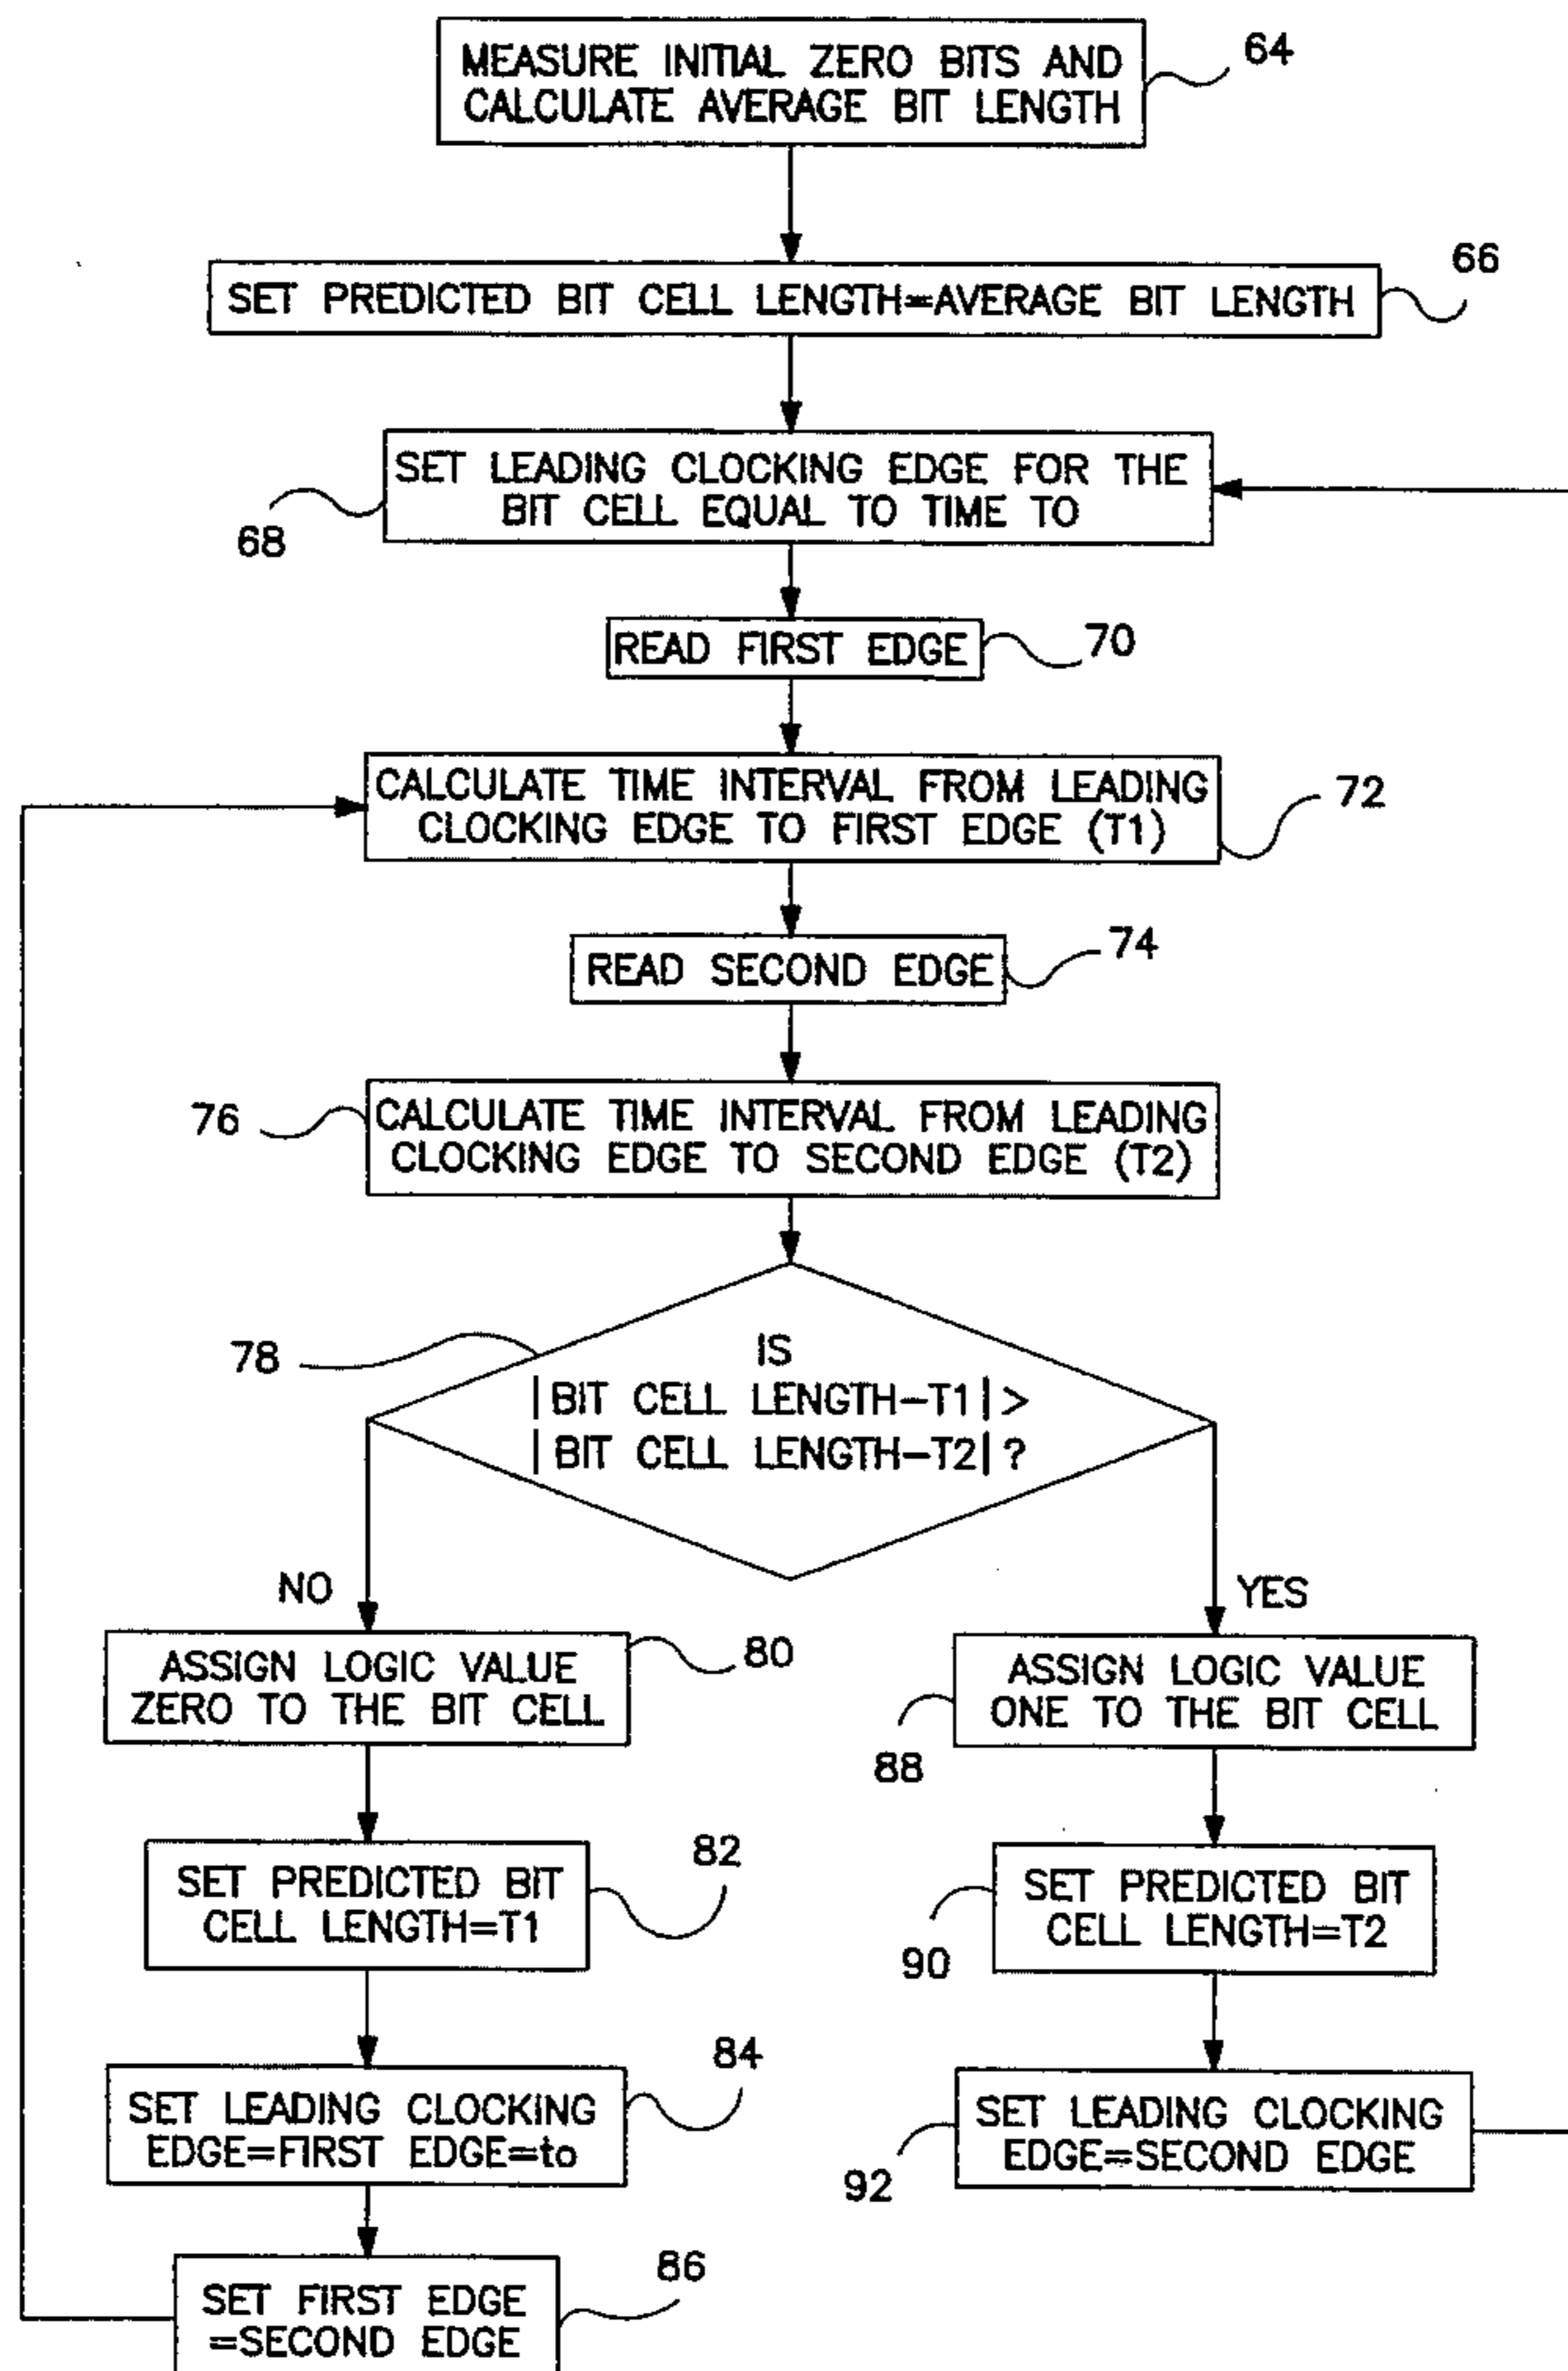 MEASURE INITIAL ZERO BITS AND
CALCULATE AVERAGE BIT LENGTH
64
SET PREDICTED BIT CELL LENGTH=AVERAGE BIT LENGTH
66
SET LEADING CLOCKING EDGE FOR THE
BIT CELL EQUAL TO TIME TO
68
READ FIRST EDGE
70
CALCULATE TIME INTERVAL FROM LEADING
CLOCKING EDGE TO FIRST EDGE (T1)
72
READ SECOND EDGE
74
76
CALCULATE TIME INTERVAL FROM LEADING
CLOCKING EDGE TO SECOND EDGE (T2)
78
IS
|BIT CELL LENGTH-T1|>
|BIT CELL LENGTH-T2|?
NO
YES
ASSIGN LOGIC VALUE
ZERO TO THE BIT CELL
80
ASSIGN LOGIC VALUE
ONE TO THE BIT CELL
88
SET PREDICTED BIT
CELL LENGTH=T1
82
SET PREDICTED BIT
CELL LENGTH=T2
90
SET LEADING CLOCKING
EDGE=FIRST EDGE=to
84
SET LEADING CLOCKING
EDGE=SECOND EDGE
92
SET FIRST EDGE
=SECOND EDGE
86